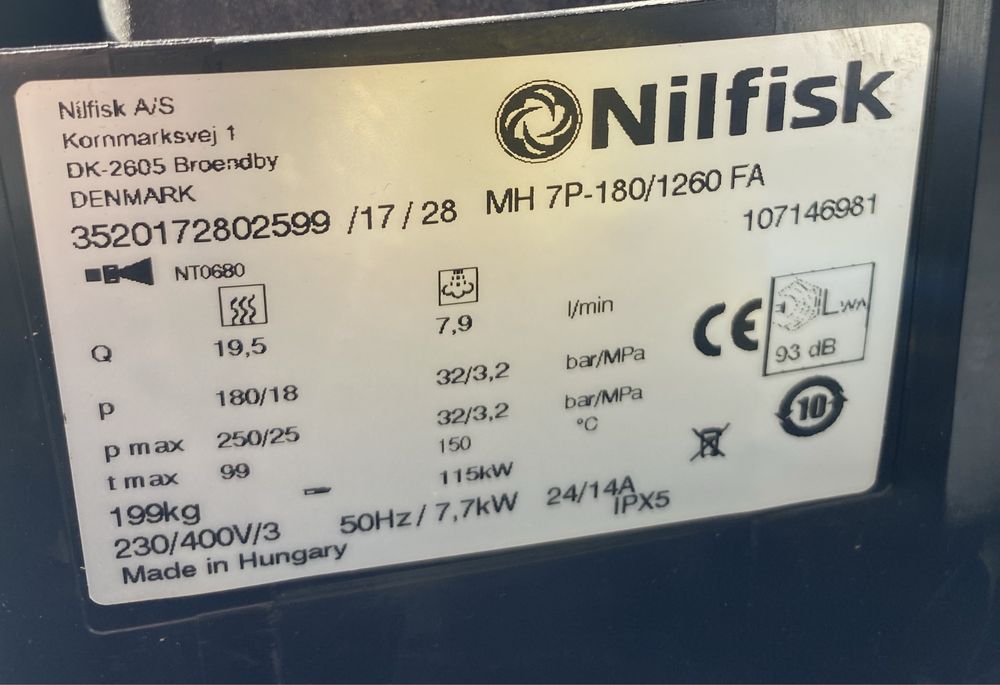 Nilfisk A/S
Kornmarksvej 1
DK-2605 Broendby
DENMARK
Nilfisk
3520172802599 /17 / 28 MH 7P-180/1260 FA
107146981
NT0680
Q 19,5 7,9 l/min
p 180/18 32/3,2 bar/MPa
p max 250/25 32/3,2 bar/MPa
t max 99 150 °C
199kg - 115kW
230/400V/3 50Hz / 7,7kW 24/14A
IPX5
Made in Hungary
CE
LWA
93 dB
10